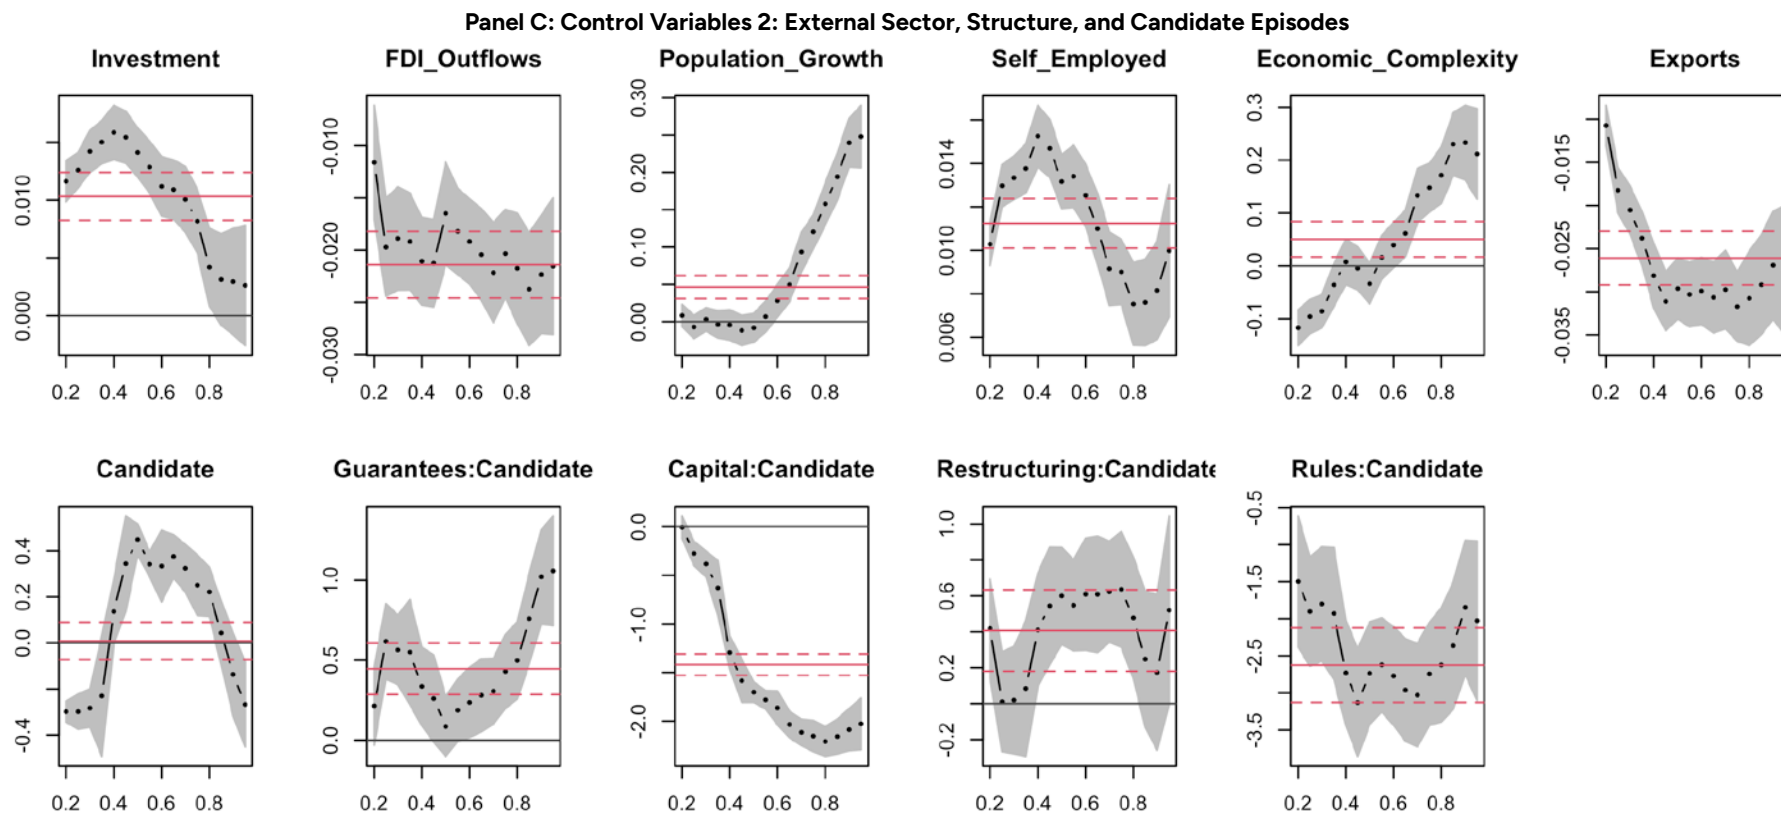 Panel C: Control Variables 2: External Sector, Structure, and Candidate Episodes
Investment FDI_Outflows Population_Growth Self_Employed Economic_Complexity Exports
0.010
0.000
0.2 0.4 0.6 0.8
-0.010
-0.020
-0.030
0.2 0.4 0.6 0.8
0.30
0.20
0.10
0.00
0.2 0.4 0.6 0.8
0.014
0.010
0.006
0.2 0.4 0.6 0.8
0.3
0.2
0.1
0.0
-0.1
0.2 0.4 0.6 0.8
-0.015
-0.025
-0.035
0.2 0.4 0.6 0.8
Candidate Guarantees:Candidate Capital:Candidate Restructuring:Candidate Rules:Candidate
0.4
0.2
0.0
-0.4
0.2 0.4 0.6 0.8
1.0
0.5
0.0
0.2 0.4 0.6 0.8
0.0
-1.0
-2.0
0.2 0.4 0.6 0.8
1.0
0.6
0.2
-0.2
0.2 0.4 0.6 0.8
-0.5
-1.5
-2.5
-3.5
0.2 0.4 0.6 0.8